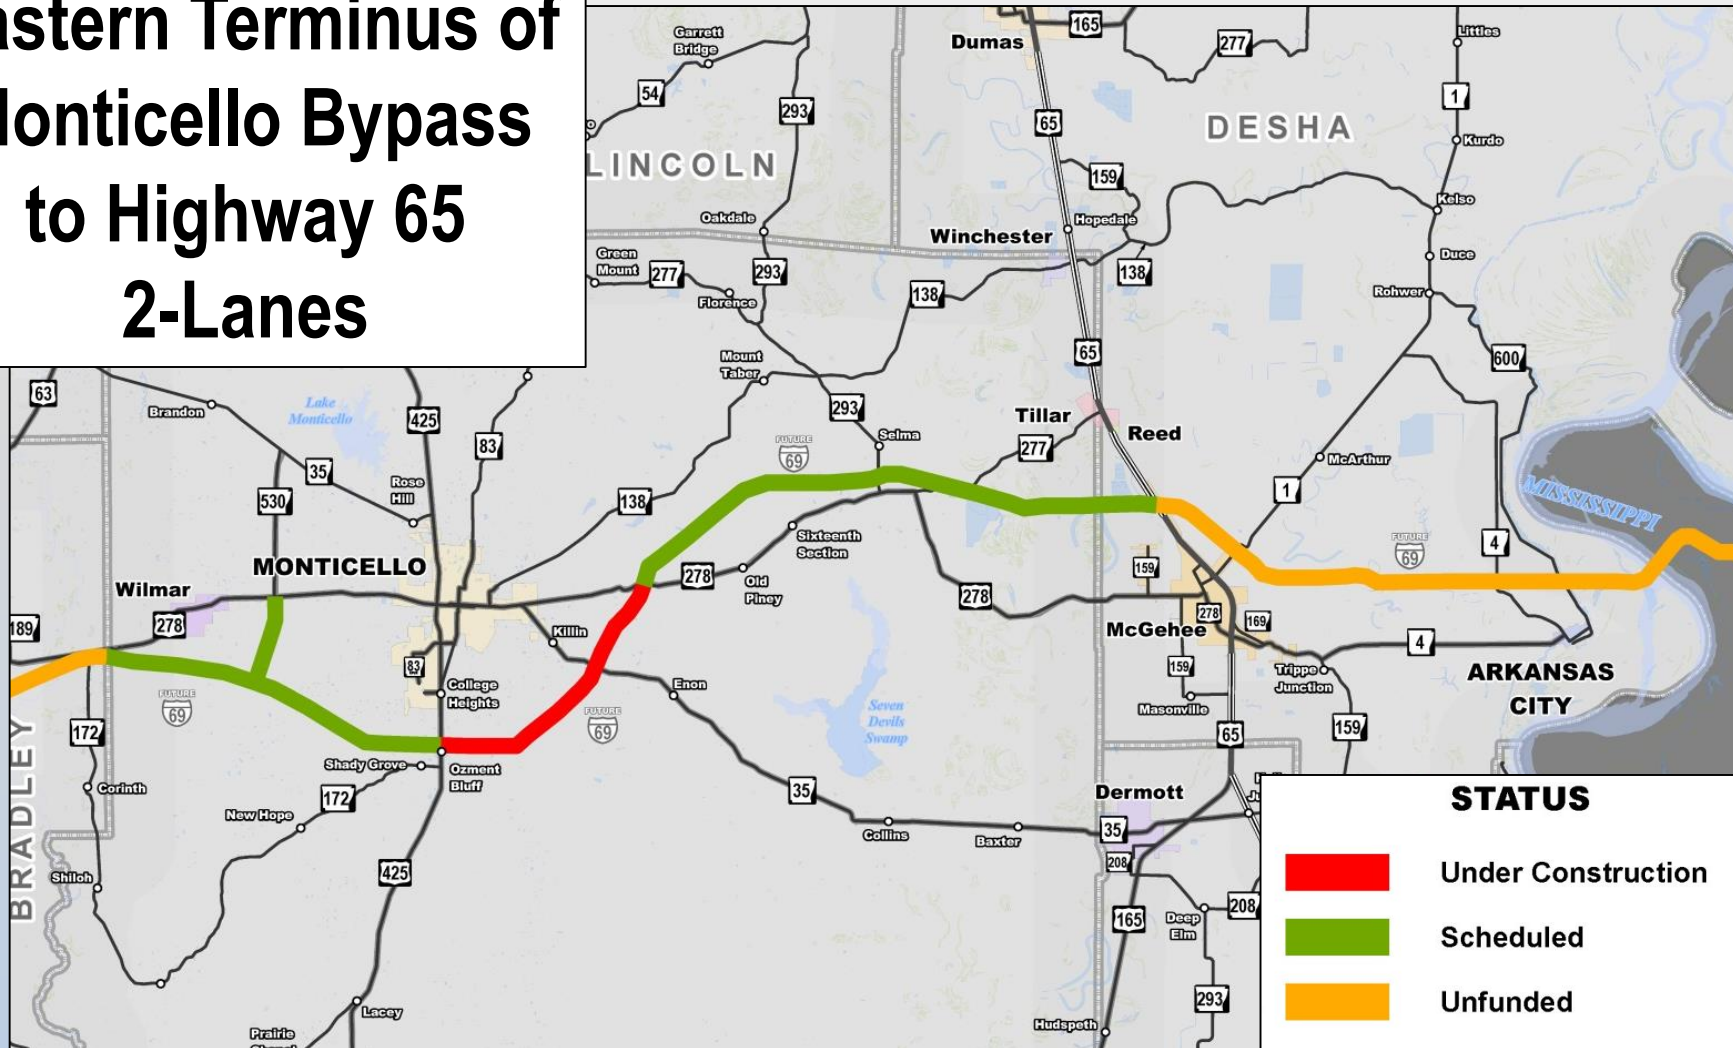 astern Terminus of
onticello Bypass
to Highway 65
2-Lanes
Garrett
Bridge
54
293
LINCOLN
Oakdale
Green
Mount
277
293
Florence
Dumas
165
277
65
DESHA
159
Hopedale
Winchester
138
138
Littles
1
Kurdo
Kelso
Duce
Rohwer
600
65
Mount
Taber
293
Selma
Tillar
277
Reed
63
Brandon
Lake
Monticello
425
83
35
Rose
Hill
530
138
FUTURE
69
McArthur
1
MISSISSIPPI
4
FUTURE
69
MONTICELLO
Wilmar
278
189
Sixteenth
Section
278
Old
Piney
278
159
McGehee
278
169
4
159
Trippe
Junction
ARKANSAS
CITY
Killin
83
College
Heights
Enon
Seven
Devils
Swamp
Masonville
65
159
FUTURE
69
FUTURE
69
172
BRADLEY
Corinth
Shady Grove
Ozment
Bluff
172
New Hope
35
Collins
Baxter
Dermott
35
208
Shiloh
425
165
Deep
Elm
208
293
Lacey
Prairie
Hudspeth
STATUS
Under Construction
Scheduled
Unfunded